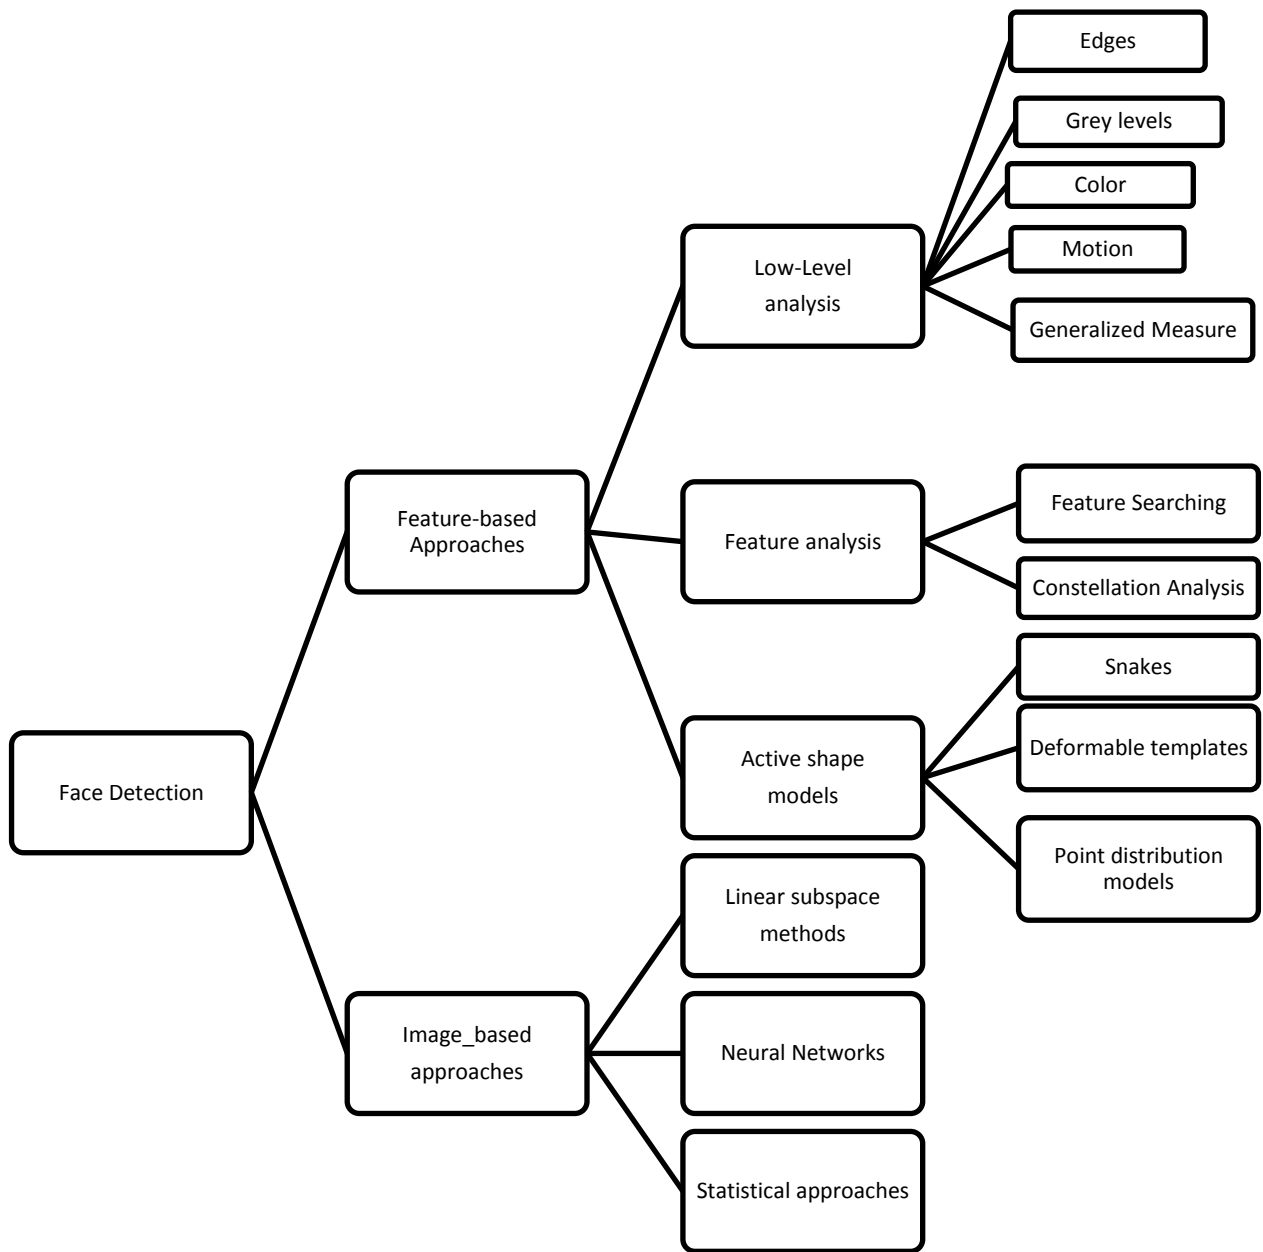 Edges
Grey levels
Color
Motion
Generalized Measure
Low-Level
analysis
Feature-based
Approaches
Feature analysis
Feature Searching
Constellation Analysis
Snakes
Deformable templates
Point distribution
models
Active shape
models
Face Detection
Linear subspace
methods
Image_based
approaches
Neural Networks
Statistical approaches